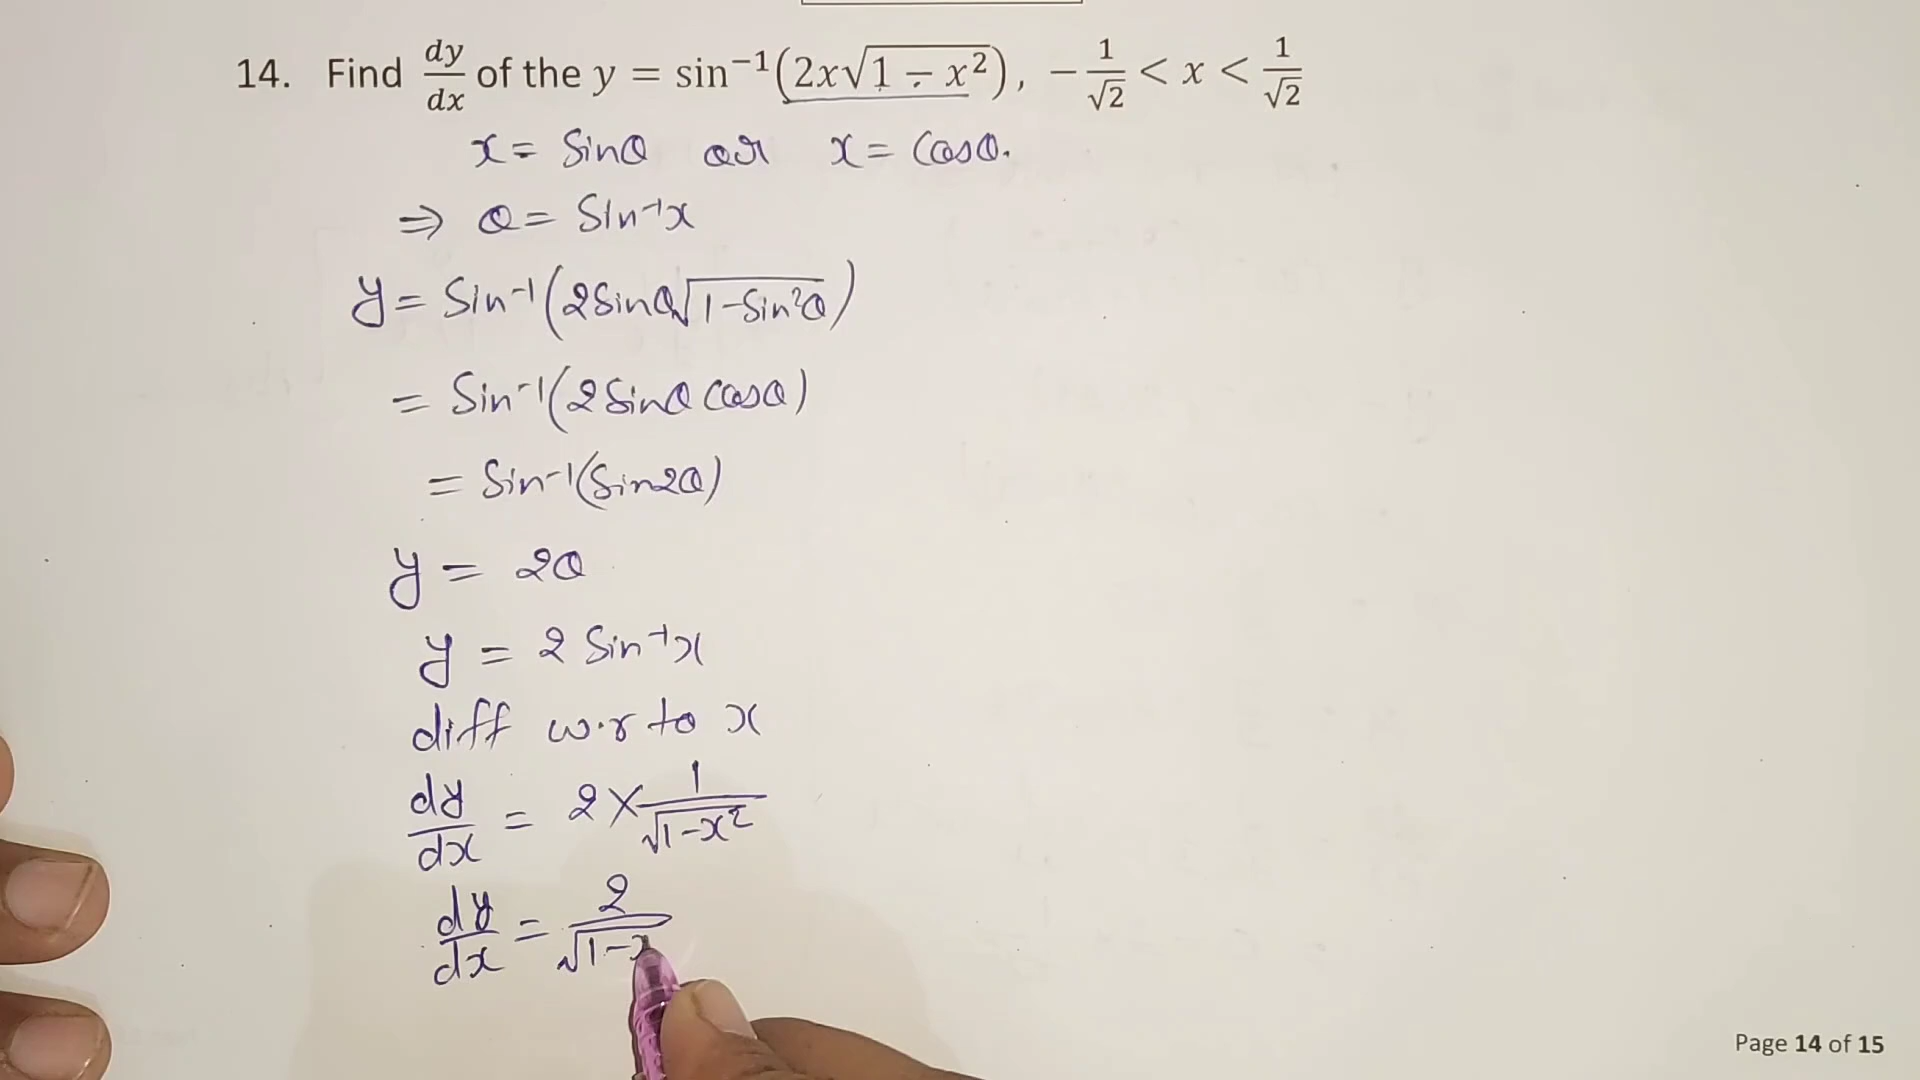 14. Find dy/dx of the y = sin⁻¹(2x√1 − x²), −1/√2 < x < 1/√2
x = Sinθ or x = Cosθ.
⇒ θ = Sin⁻¹x
y = Sin⁻¹(2Sinθ√1−Sin²θ)
= Sin⁻¹(2Sinθ Cosθ)
= Sin⁻¹(Sin2θ)
y = 2θ
y = 2 Sin⁻¹x
diff w.r to x
dy/dx = 2 × 1/√1−x²
dy/dx = 2/√1−x
Page 14 of 15